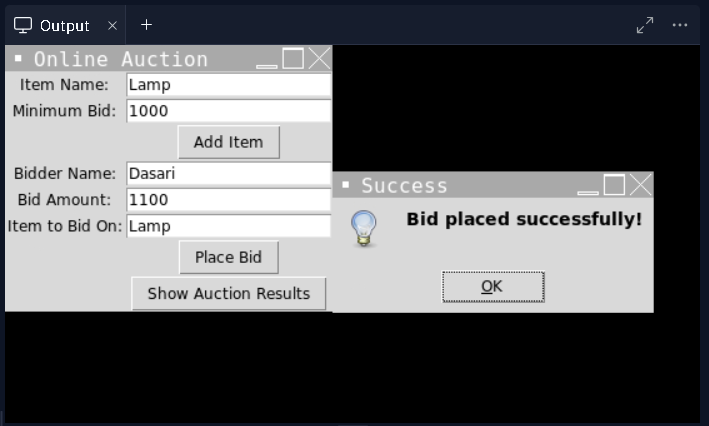 Output
Online Auction
Item Name: Lamp
Minimum Bid: 1000
Add Item
Bidder Name: Dasari
Bid Amount: 1100
Item to Bid On: Lamp
Place Bid
Show Auction Results
Success
Bid placed successfully!
OK